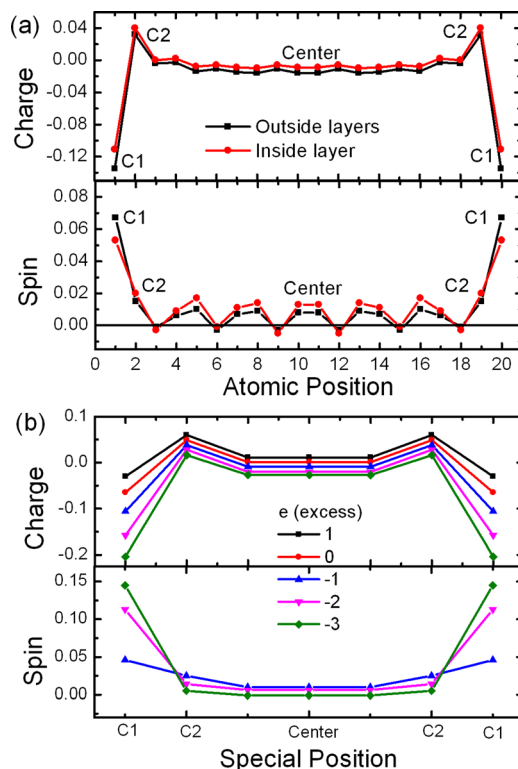 (a)
0.04
0.00
-0.04
-0.08
-0.12
Charge
C2
C2
Center
Outside layers
Inside layer
C1
C1
0.08
0.06
0.04
0.02
0.00
Spin
C1
C1
C2
C2
Center
0 2 4 6 8 10 12 14 16 18 20
Atomic Position
(b)
0.1
0.0
-0.1
-0.2
Charge
e (excess)
1
0
-1
-2
-3
0.15
0.10
0.05
0.00
Spin
C1 C2 Center C2 C1
Special Position